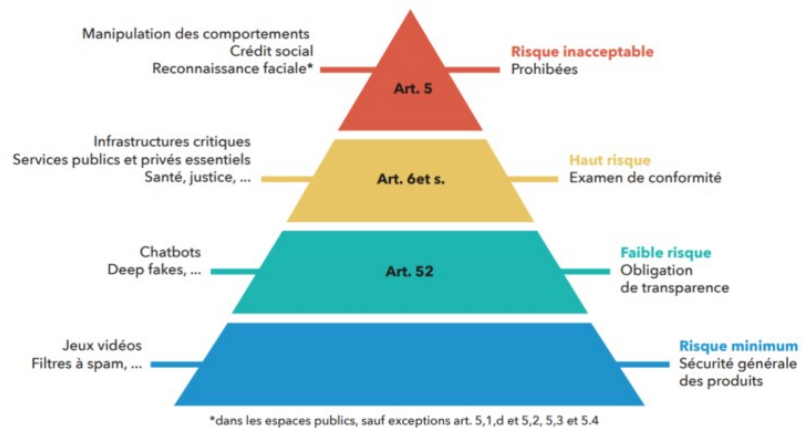 Manipulation des comportements
Crédit social
Reconnaissance faciale*
Art. 5
Risque inacceptable
Prohibées
Infrastructures critiques
Services publics et privés essentiels
Santé, justice, ...
Art. 6et s.
Haut risque
Examen de conformité
Chatbots
Deep fakes, ...
Art. 52
Faible risque
Obligation
de transparence
Jeux vidéos
Filtres à spam, ...
Risque minimum
Sécurité générale
des produits
*dans les espaces publics, sauf exceptions art. 5,1,d et 5,2, 5,3 et 5.4